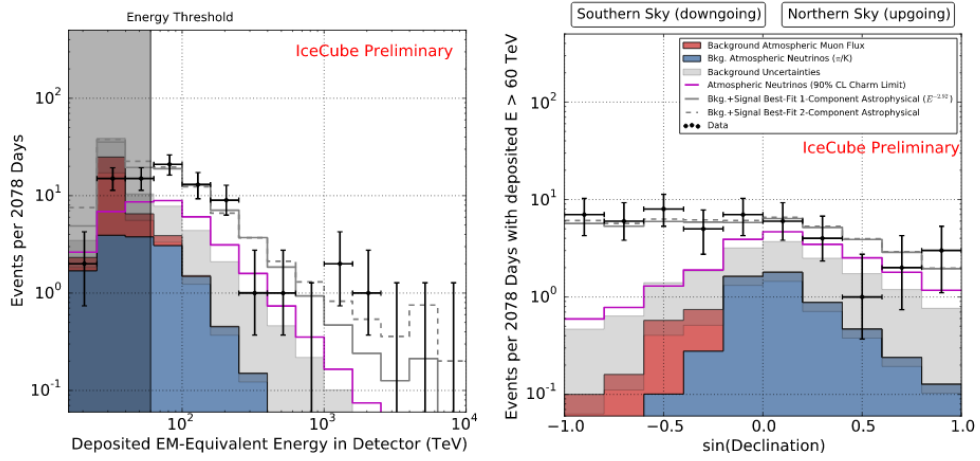 Energy Threshold
IceCube Preliminary
Events per 2078 Days
10^2
10^1
10^0
10^-1
10^2
10^3
10^4
Deposited EM-Equivalent Energy in Detector (TeV)
Southern Sky (downgoing)
Northern Sky (upgoing)
Background Atmospheric Muon Flux
Bkg. Atmospheric Neutrinos (π/K)
Background Uncertainties
Atmospheric Neutrinos (90% CL Charm Limit)
Bkg.+Signal Best-Fit 1-Component Astrophysical (E^-2.92)
Bkg.+Signal Best-Fit 2-Component Astrophysical
Data
IceCube Preliminary
Events per 2078 Days with deposited E > 60 TeV
10^2
10^1
10^0
10^-1
−1.0
−0.5
0.0
0.5
1.0
sin(Declination)